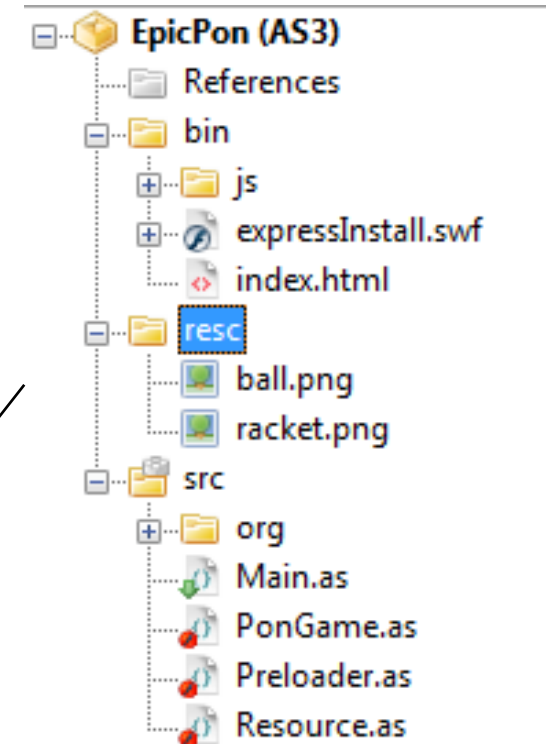 EpicPon (AS3)
References
bin
js
expressInstall.swf
index.html
resc
ball.png
racket.png
src
org
Main.as
PonGame.as
Preloader.as
Resource.as